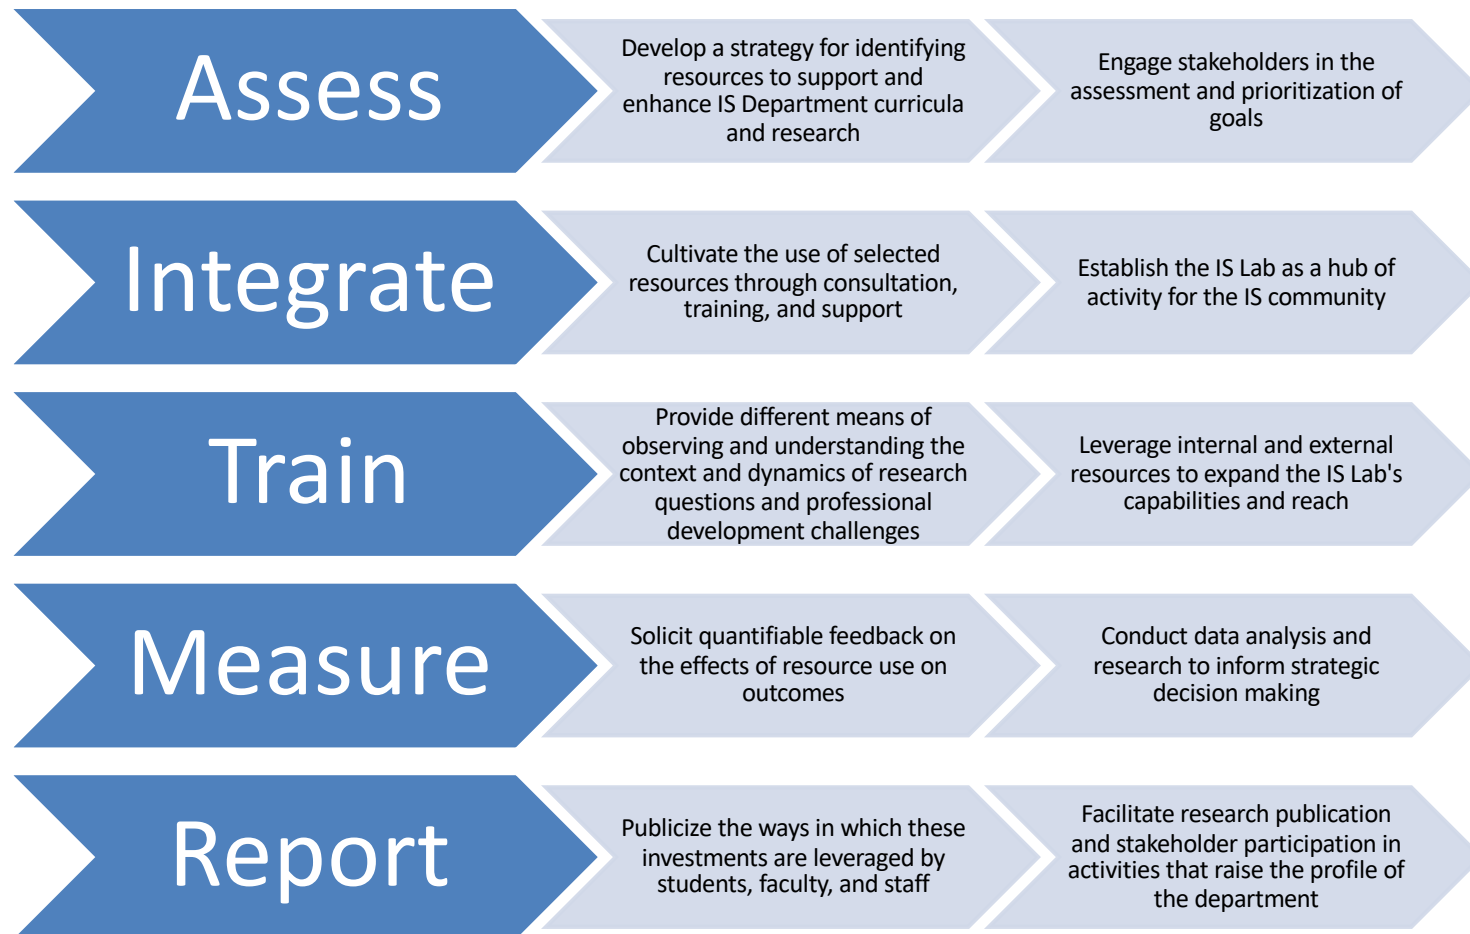 Assess
Develop a strategy for identifying
resources to support and
enhance IS Department curricula
and research
Engage stakeholders in the
assessment and prioritization of
goals
Integrate
Cultivate the use of selected
resources through consultation,
training, and support
Establish the IS Lab as a hub of
activity for the IS community
Train
Provide different means of
observing and understanding the
context and dynamics of research
questions and professional
development challenges
Leverage internal and external
resources to expand the IS Lab's
capabilities and reach
Measure
Solicit quantifiable feedback on
the effects of resource use on
outcomes
Conduct data analysis and
research to inform strategic
decision making
Report
Publicize the ways in which these
investments are leveraged by
students, faculty, and staff
Facilitate research publication
and stakeholder participation in
activities that raise the profile of
the department